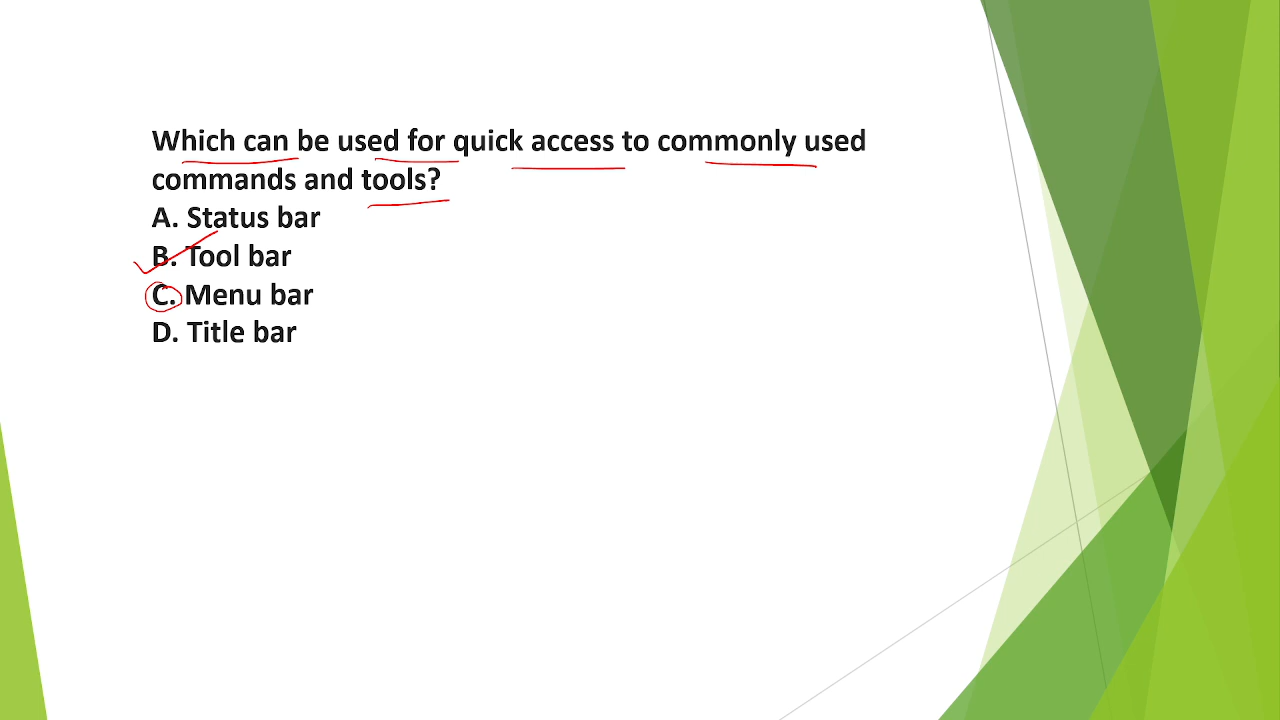 Which can be used for quick access to commonly used
commands and tools?
A. Status bar
B. Tool bar
C. Menu bar
D. Title bar